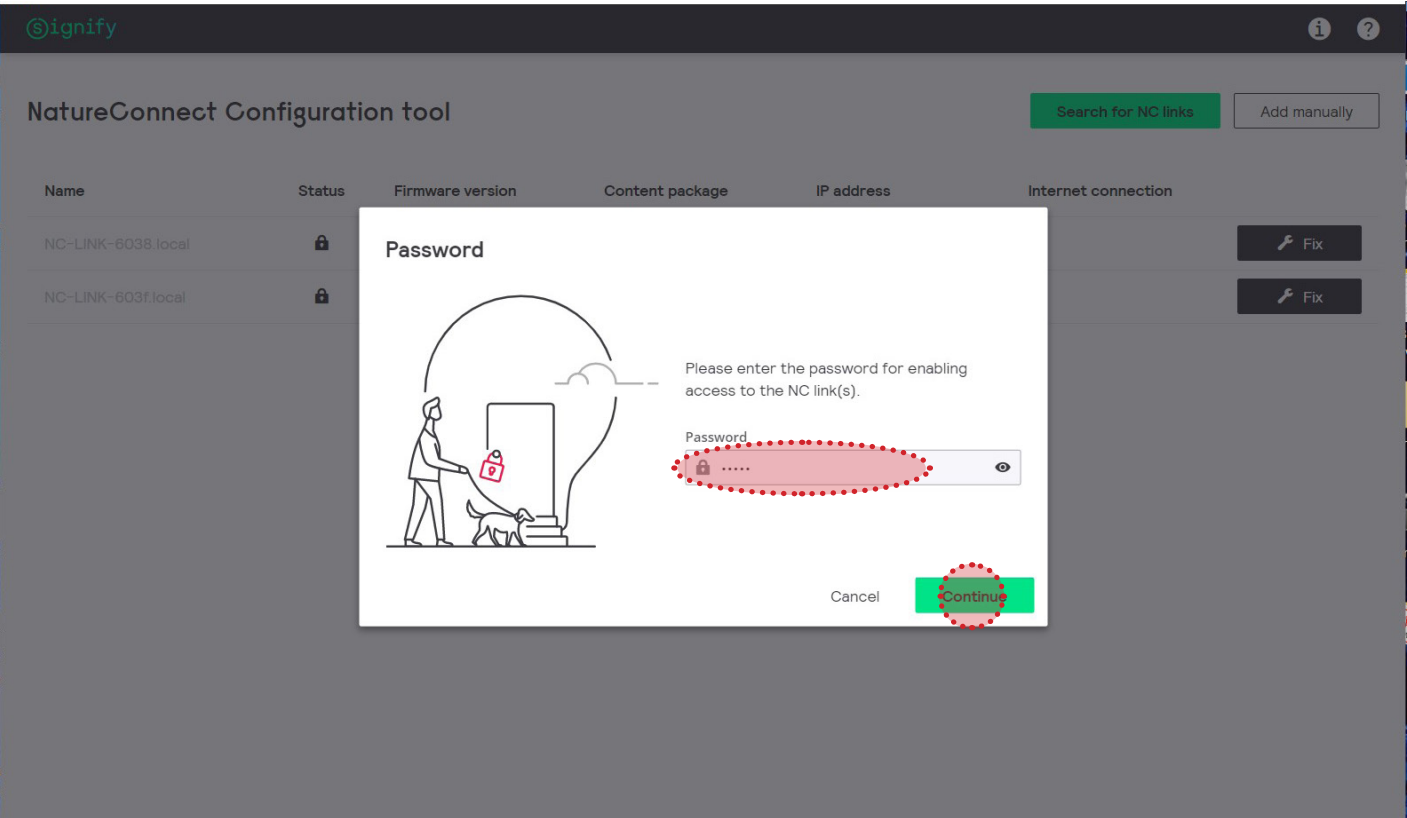 Signify
NatureConnect Configuration tool
Search for NC links
Add manually
Name Status Firmware version Content package IP address Internet connection
NC-LINK-6038.local
Fix
NC-LINK-603f.local
Fix
Password
Please enter the password for enabling
access to the NC link(s).
Password
•••••
Cancel
Continue